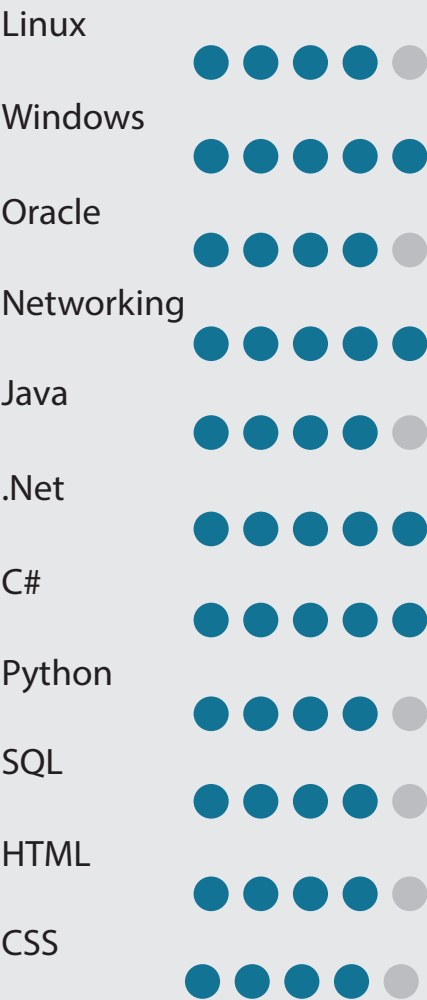 Linux
Windows
Oracle
Networking
Java
.Net
C#
Python
SQL
HTML
CSS